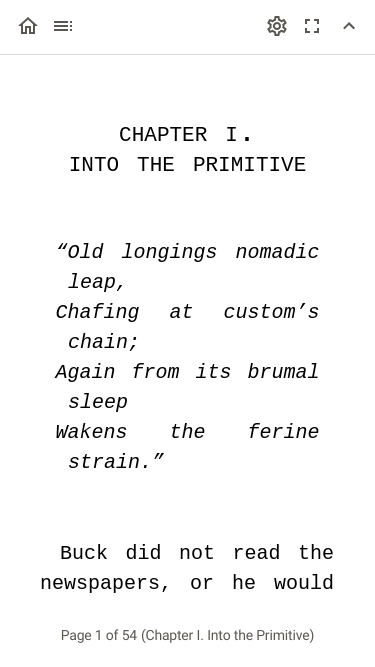 CHAPTER I.
INTO THE PRIMITIVE
“Old longings nomadic
leap,
Chafing at custom’s
chain;
Again from its brumal
sleep
Wakens the ferine
strain.”
Buck did not read the
newspapers, or he would
Page 1 of 54 (Chapter I. Into the Primitive)